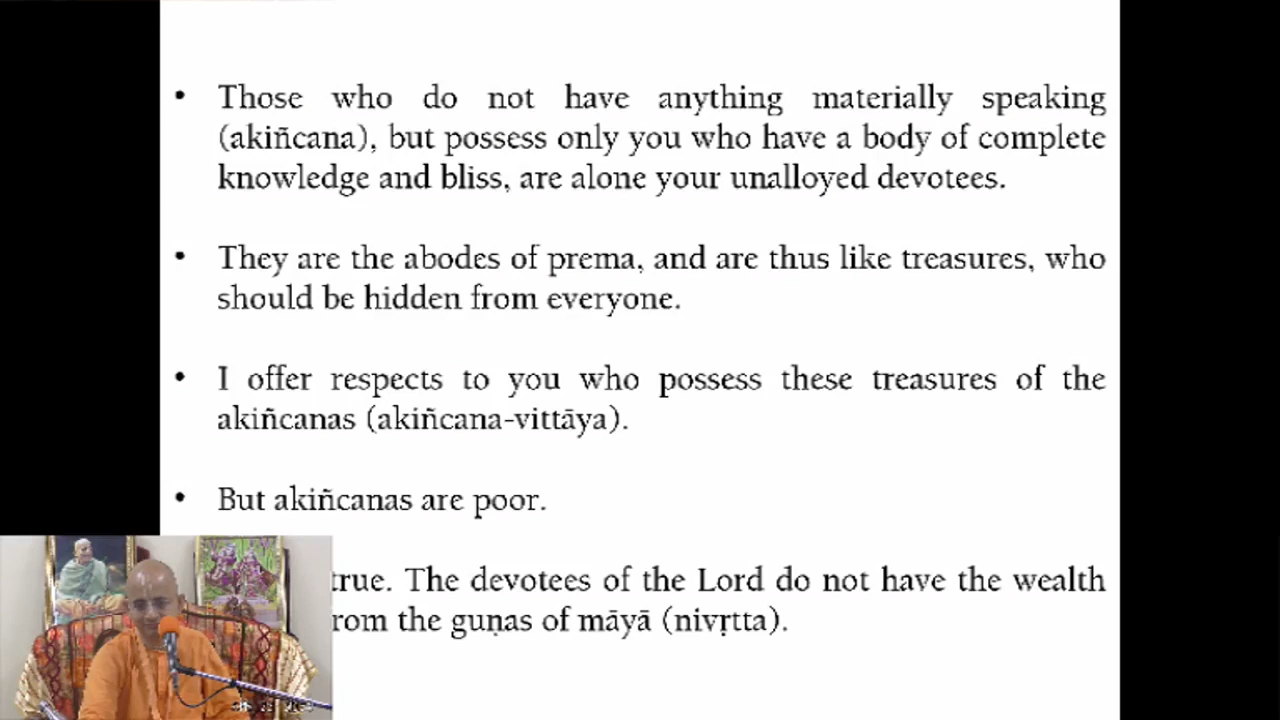 • Those who do not have anything materially speaking
(akiñcana), but possess only you who have a body of complete
knowledge and bliss, are alone your unalloyed devotees.
• They are the abodes of prema, and are thus like treasures, who
should be hidden from everyone.
• I offer respects to you who possess these treasures of the
akiñcanas (akiñcana-vittāya).
• But akiñcanas are poor.
true. The devotees of the Lord do not have the wealth
rom the guṇas of māyā (nivṛtta).